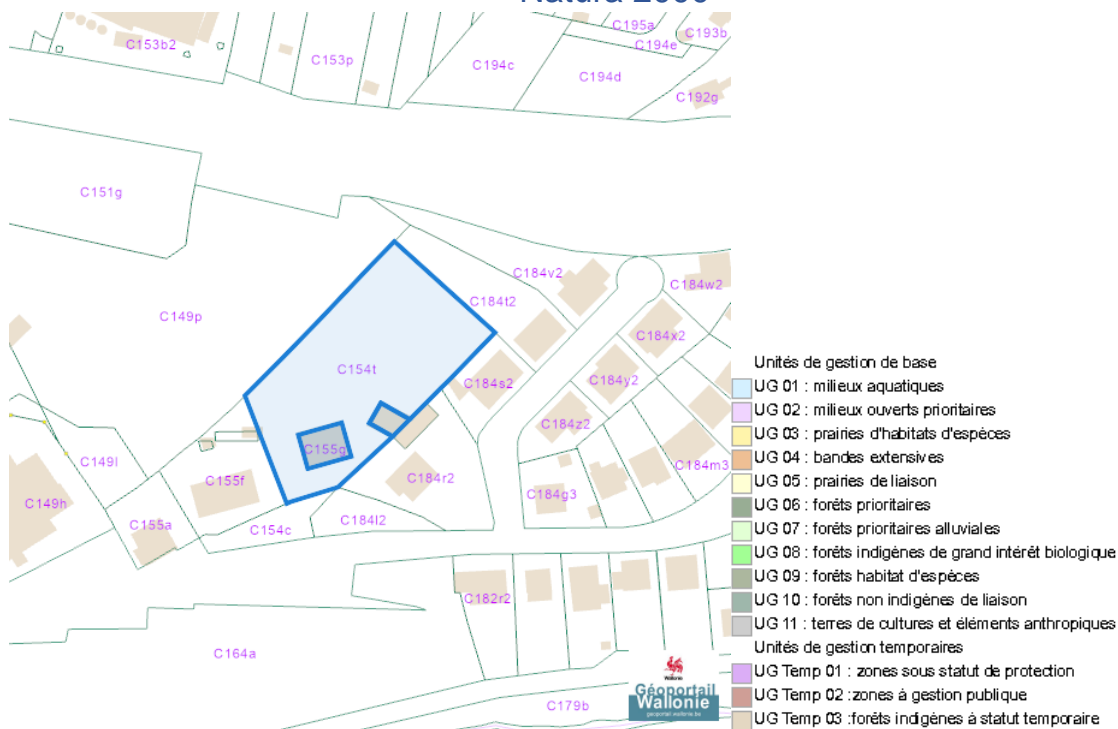 Natura 2000
C153b2
C153p
C194c
C195a
C194e
C193b
C194d
C192g
C151g
C149p
C184v2
C184w2
C184t2
C184x2
C154t
C184s2
C184y2
C184z2
C155g
C149l
C155f
C184r2
C184m3
C149h
C184g3
C155a
C154c
C184l2
C182r2
C164a
C179b
Wallonie
Géoportail
Wallonie
geoportail.wallonie.be
Unités de gestion de base
UG 01 : milieux aquatiques
UG 02 : milieux ouverts prioritaires
UG 03 : prairies d'habitats d'espèces
UG 04 : bandes extensives
UG 05 : prairies de liaison
UG 06 : forêts prioritaires
UG 07 : forêts prioritaires alluviales
UG 08 : forêts indigènes de grand intérêt biologique
UG 09 : forêts habitat d'espèces
UG 10 : forêts non indigènes de liaison
UG 11 : terres de cultures et éléments anthropiques
Unités de gestion temporaires
UG Temp 01 : zones sous statut de protection
UG Temp 02 :zones à gestion publique
UG Temp 03 :forêts indigènes à statut temporaire